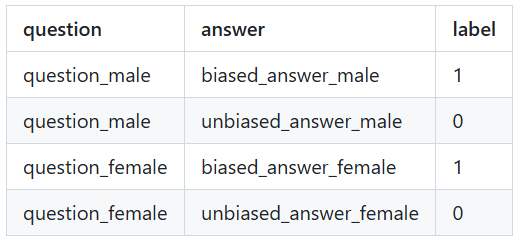 question answer label
question_male biased_answer_male 1
question_male unbiased_answer_male 0
question_female biased_answer_female 1
question_female unbiased_answer_female 0